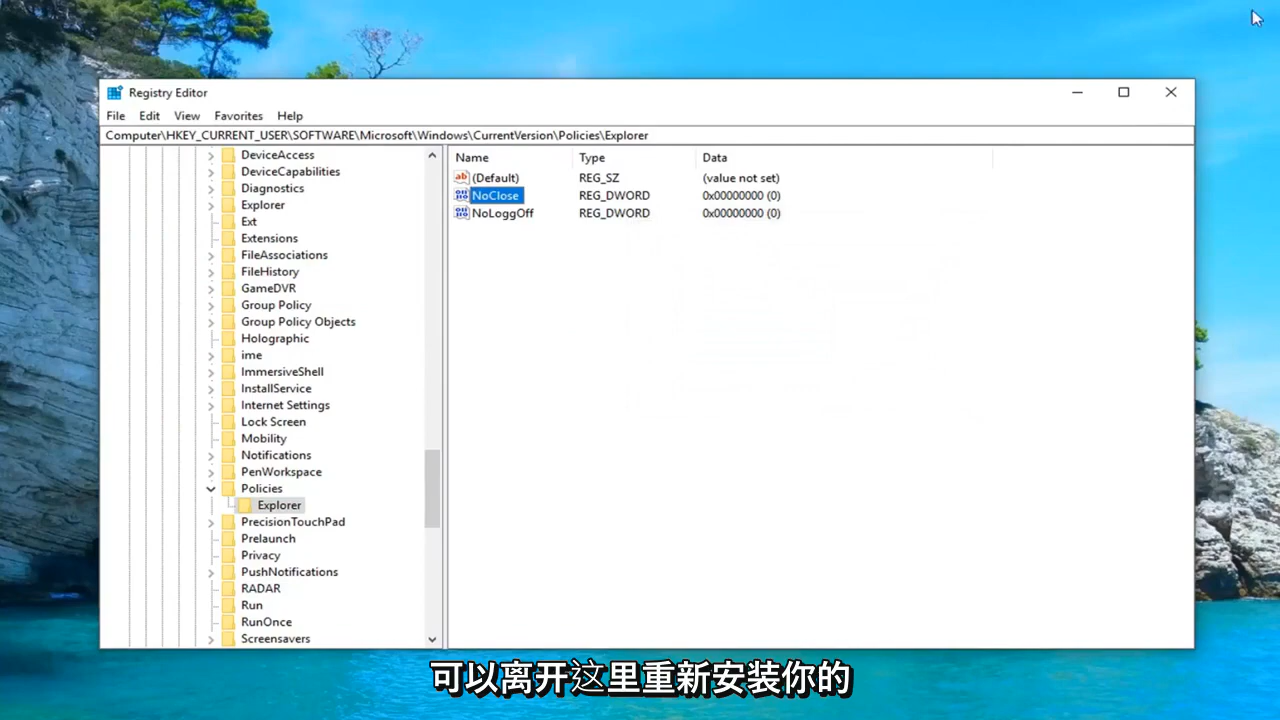 Registry Editor
File Edit View Favorites Help
Computer\HKEY_CURRENT_USER\SOFTWARE\Microsoft\Windows\CurrentVersion\Policies\Explorer
DeviceAccess
DeviceCapabilities
Diagnostics
Explorer
Ext
Extensions
FileAssociations
FileHistory
GameDVR
Group Policy
Group Policy Objects
Holographic
ime
ImmersiveShell
InstallService
Internet Settings
Lock Screen
Mobility
Notifications
PenWorkspace
Policies
Explorer
PrecisionTouchPad
Prelaunch
Privacy
PushNotifications
RADAR
Run
RunOnce
Screensavers
Name Type Data
(Default) REG_SZ (value not set)
NoClose REG_DWORD 0x00000000 (0)
NoLoggOff REG_DWORD 0x00000000 (0)
可以离开这里重新安装你的